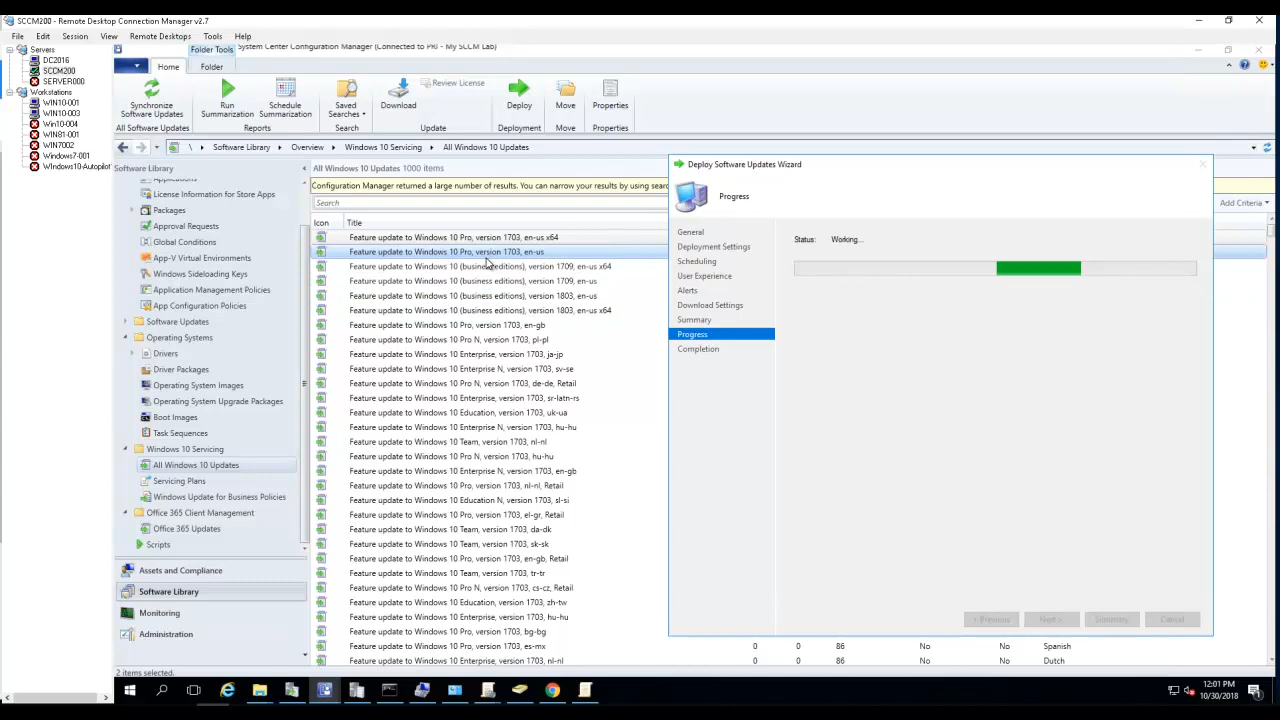 SCCM200 - Remote Desktop Connection Manager v2.7
File Edit Session View Remote Desktops Tools Help
Servers
DC2016
SCCM200
SERVER000
Workstations
WIN10-001
WIN10-003
Win10-004
WIN81-001
WIN7002
Windows7-001
Windows10-Autopilot
Folder Tools
System Center Configuration Manager (Connected to PRI - My SCCM Lab)
Home Folder
Synchronize Software Updates
Run Summarization
Schedule Summarization
Saved Searches
Download
Review License
Deploy
Move
Properties
All Software Updates Reports Search Update Deployment Move Properties
\ Software Library Overview Windows 10 Servicing All Windows 10 Updates
Software Library
Applications
License Information for Store Apps
Packages
Approval Requests
Global Conditions
App-V Virtual Environments
Windows Sideloading Keys
Application Management Policies
App Configuration Policies
Software Updates
Operating Systems
Drivers
Driver Packages
Operating System Images
Operating System Upgrade Packages
Boot Images
Task Sequences
Windows 10 Servicing
All Windows 10 Updates
Servicing Plans
Windows Update for Business Policies
Office 365 Client Management
Office 365 Updates
Scripts
Assets and Compliance
Software Library
Monitoring
Administration
All Windows 10 Updates 1000 items
Configuration Manager returned a large number of results. You can narrow your results by using sear
Search
Add Criteria
Icon Title
Feature update to Windows 10 Pro, version 1703, en-us x64
Feature update to Windows 10 Pro, version 1703, en-us
Feature update to Windows 10 (business editions), version 1709, en-us x64
Feature update to Windows 10 (business editions), version 1709, en-us
Feature update to Windows 10 (business editions), version 1803, en-us
Feature update to Windows 10 (business editions), version 1803, en-us x64
Feature update to Windows 10 Pro, version 1703, en-gb
Feature update to Windows 10 Pro N, version 1703, pl-pl
Feature update to Windows 10 Enterprise, version 1703, ja-jp
Feature update to Windows 10 Enterprise N, version 1703, sv-se
Feature update to Windows 10 Pro N, version 1703, de-de, Retail
Feature update to Windows 10 Enterprise, version 1703, sr-latn-rs
Feature update to Windows 10 Education, version 1703, uk-ua
Feature update to Windows 10 Enterprise N, version 1703, hu-hu
Feature update to Windows 10 Team, version 1703, nl-nl
Feature update to Windows 10 Pro N, version 1703, hu-hu
Feature update to Windows 10 Enterprise N, version 1703, en-gb
Feature update to Windows 10 Pro, version 1703, nl-nl, Retail
Feature update to Windows 10 Education N, version 1703, sl-si
Feature update to Windows 10 Pro, version 1703, el-gr, Retail
Feature update to Windows 10 Team, version 1703, da-dk
Feature update to Windows 10 Team, version 1703, sk-sk
Feature update to Windows 10 Pro, version 1703, en-gb, Retail
Feature update to Windows 10 Team, version 1703, tr-tr
Feature update to Windows 10 Pro N, version 1703, cs-cz, Retail
Feature update to Windows 10 Education, version 1703, zh-tw
Feature update to Windows 10 Enterprise, version 1703, hu-hu
Feature update to Windows 10 Pro, version 1703, bg-bg
Feature update to Windows 10 Pro, version 1703, es-mx 0 0 86 No No Spanish
Feature update to Windows 10 Enterprise, version 1703, nl-nl 0 0 86 No No Dutch
2 items selected.
Deploy Software Updates Wizard
Progress
General
Deployment Settings
Scheduling
User Experience
Alerts
Download Settings
Summary
Progress
Completion
Status: Working...
< Previous Next > Summary Cancel
12:01 PM
10/30/2018